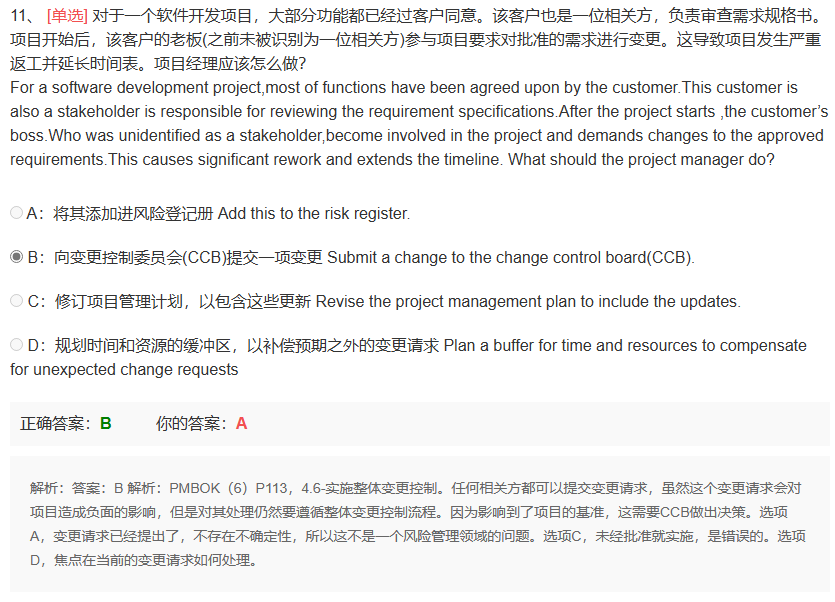 11、 [单选] 对于一个软件开发项目，大部分功能都已经过客户同意。该客户也是一位相关方，负责审查需求规格书。
项目开始后，该客户的老板(之前未被识别为一位相关方)参与项目要求对批准的需求进行变更。这导致项目发生严重
返工并延长时间表。项目经理应该怎么做？
For a software development project,most of functions have been agreed upon by the customer.This customer is
also a stakeholder is responsible for reviewing the requirement specifications.After the project starts ,the customer’s
boss.Who was unidentified as a stakeholder,become involved in the project and demands changes to the approved
requirements.This causes significant rework and extends the timeline. What should the project manager do?
A：将其添加进风险登记册 Add this to the risk register.
B：向变更控制委员会(CCB)提交一项变更 Submit a change to the change control board(CCB).
C：修订项目管理计划，以包含这些更新 Revise the project management plan to include the updates.
D：规划时间和资源的缓冲区，以补偿预期之外的变更请求 Plan a buffer for time and resources to compensate
for unexpected change requests
正确答案：B 你的答案：A
解析：答案：B 解析：PMBOK（6）P113，4.6-实施整体变更控制。任何相关方都可以提交变更请求，虽然这个变更请求会对
项目造成负面的影响，但是对其处理仍然要遵循整体变更控制流程。因为影响到了项目的基准，这需要CCB做出决策。选项
A，变更请求已经提出了，不存在不确定性，所以这不是一个风险管理领域的问题。选项C，未经批准就实施，是错误的。选项
D，焦点在当前的变更请求如何处理。